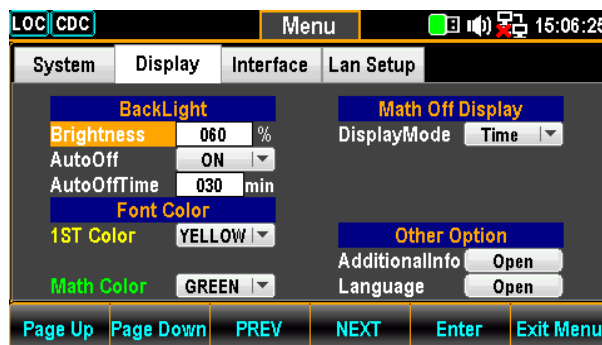 LOC CDC Menu 15:06:25
System Display Interface Lan Setup
BackLight Math Off Display
Brightness 060 % DisplayMode Time
AutoOff ON
AutoOffTime 030 min
Font Color
1ST Color YELLOW Other Option
AdditionalInfo Open
Math Color GREEN Language Open
Page Up Page Down PREV NEXT Enter Exit Menu